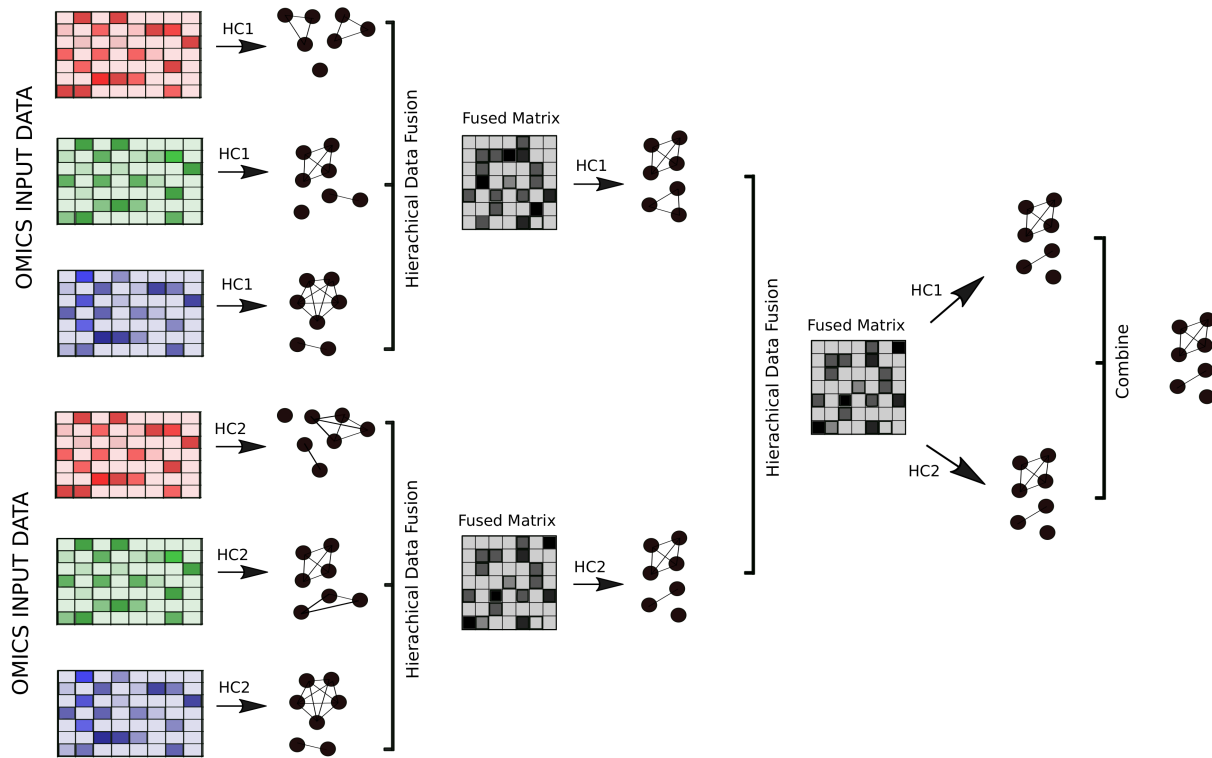 OMICS INPUT DATA
HC1
HC1
HC1
Hierachical Data Fusion
Fused Matrix
HC1
OMICS INPUT DATA
HC2
HC2
HC2
Hierachical Data Fusion
Fused Matrix
HC2
Hierachical Data Fusion
Fused Matrix
HC1
HC2
Combine